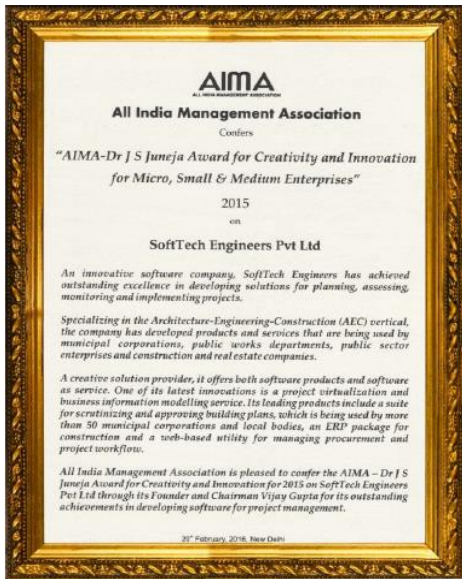 AIMA
ALL INDIA MANAGEMENT ASSOCIATION
All India Management Association
Confers
"AIMA-Dr J S Juneja Award for Creativity and Innovation
for Micro, Small & Medium Enterprises"
2015
on
SoftTech Engineers Pvt Ltd
An innovative software company, SoftTech Engineers has achieved
outstanding excellence in developing solutions for planning, assessing,
monitoring and implementing projects.
Specializing in the Architecture-Engineering-Construction (AEC) vertical,
the company has developed products and services that are being used by
municipal corporations, public works departments, public sector
enterprises and construction and real estate companies.
A creative solution provider, it offers both software products and software
as service. One of its latest innovations is a project virtualization and
business information modelling service. Its leading products include a suite
for scrutinizing and approving building plans, which is being used by more
than 50 municipal corporations and local bodies, an ERP package for
construction and a web-based utility for managing procurement and
project workflow.
All India Management Association is pleased to confer the AIMA – Dr J S
Juneja Award for Creativity and Innovation for 2015 on SoftTech Engineers
Pvt Ltd through its Founder and Chairman Vijay Gupta for its outstanding
achievements in developing software for project management.
20th February, 2016, New Delhi